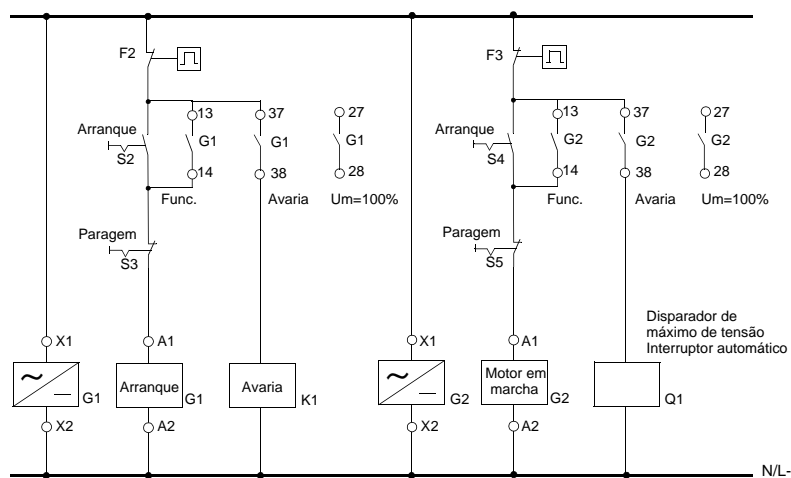 F2
F3
13
37
27
13
37
27
Arranque
S2
G1
G1
G1
Arranque
S4
G2
G2
G2
14
38
28
14
38
28
Func.
Avaria
Um=100%
Func.
Avaria
Um=100%
Paragem
S3
Paragem
S5
Disparador de
máximo de tensão
Interruptor automático
X1
A1
X1
A1
Arranque
G1
G1
Avaria
K1
Motor em
marcha
G2
G2
Q1
X2
A2
X2
A2
N/L-